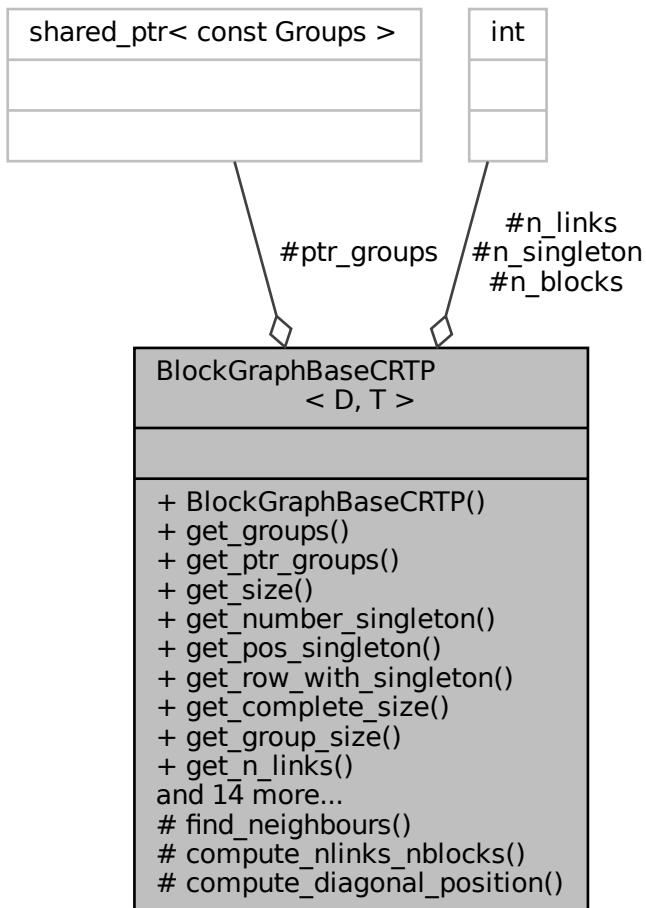 shared_ptr< const Groups >
int
#ptr_groups
#n_links
#n_singleton
#n_blocks
BlockGraphBaseCRTP
< D, T >
+ BlockGraphBaseCRTP()
+ get_groups()
+ get_ptr_groups()
+ get_size()
+ get_number_singleton()
+ get_pos_singleton()
+ get_row_with_singleton()
+ get_complete_size()
+ get_group_size()
+ get_n_links()
and 14 more...
# find_neighbours()
# compute_nlinks_nblocks()
# compute_diagonal_position()